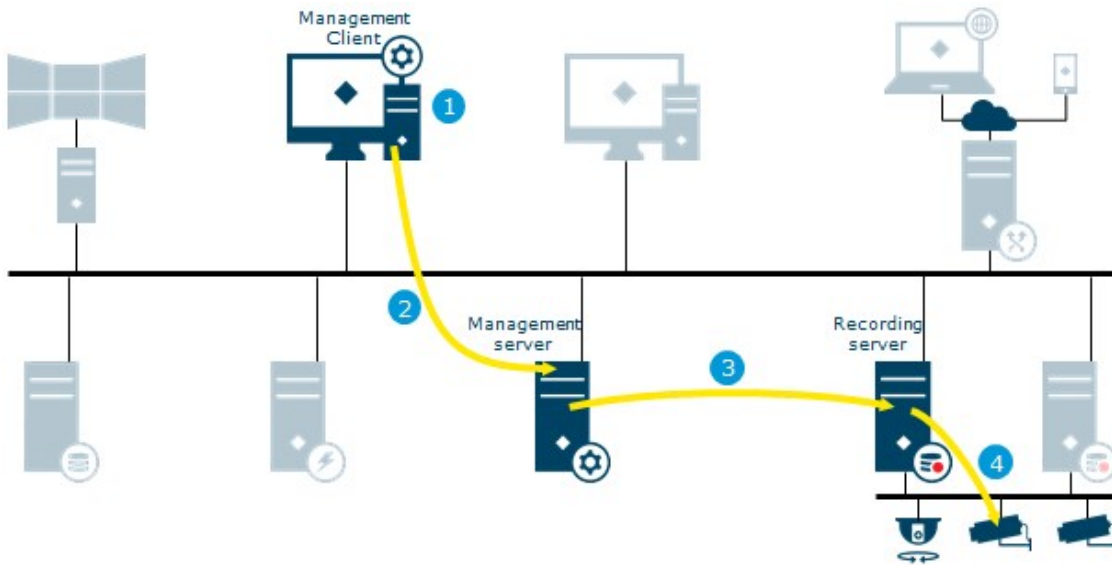 Management
Client
1
2
Management
server
3
Recording
server
4